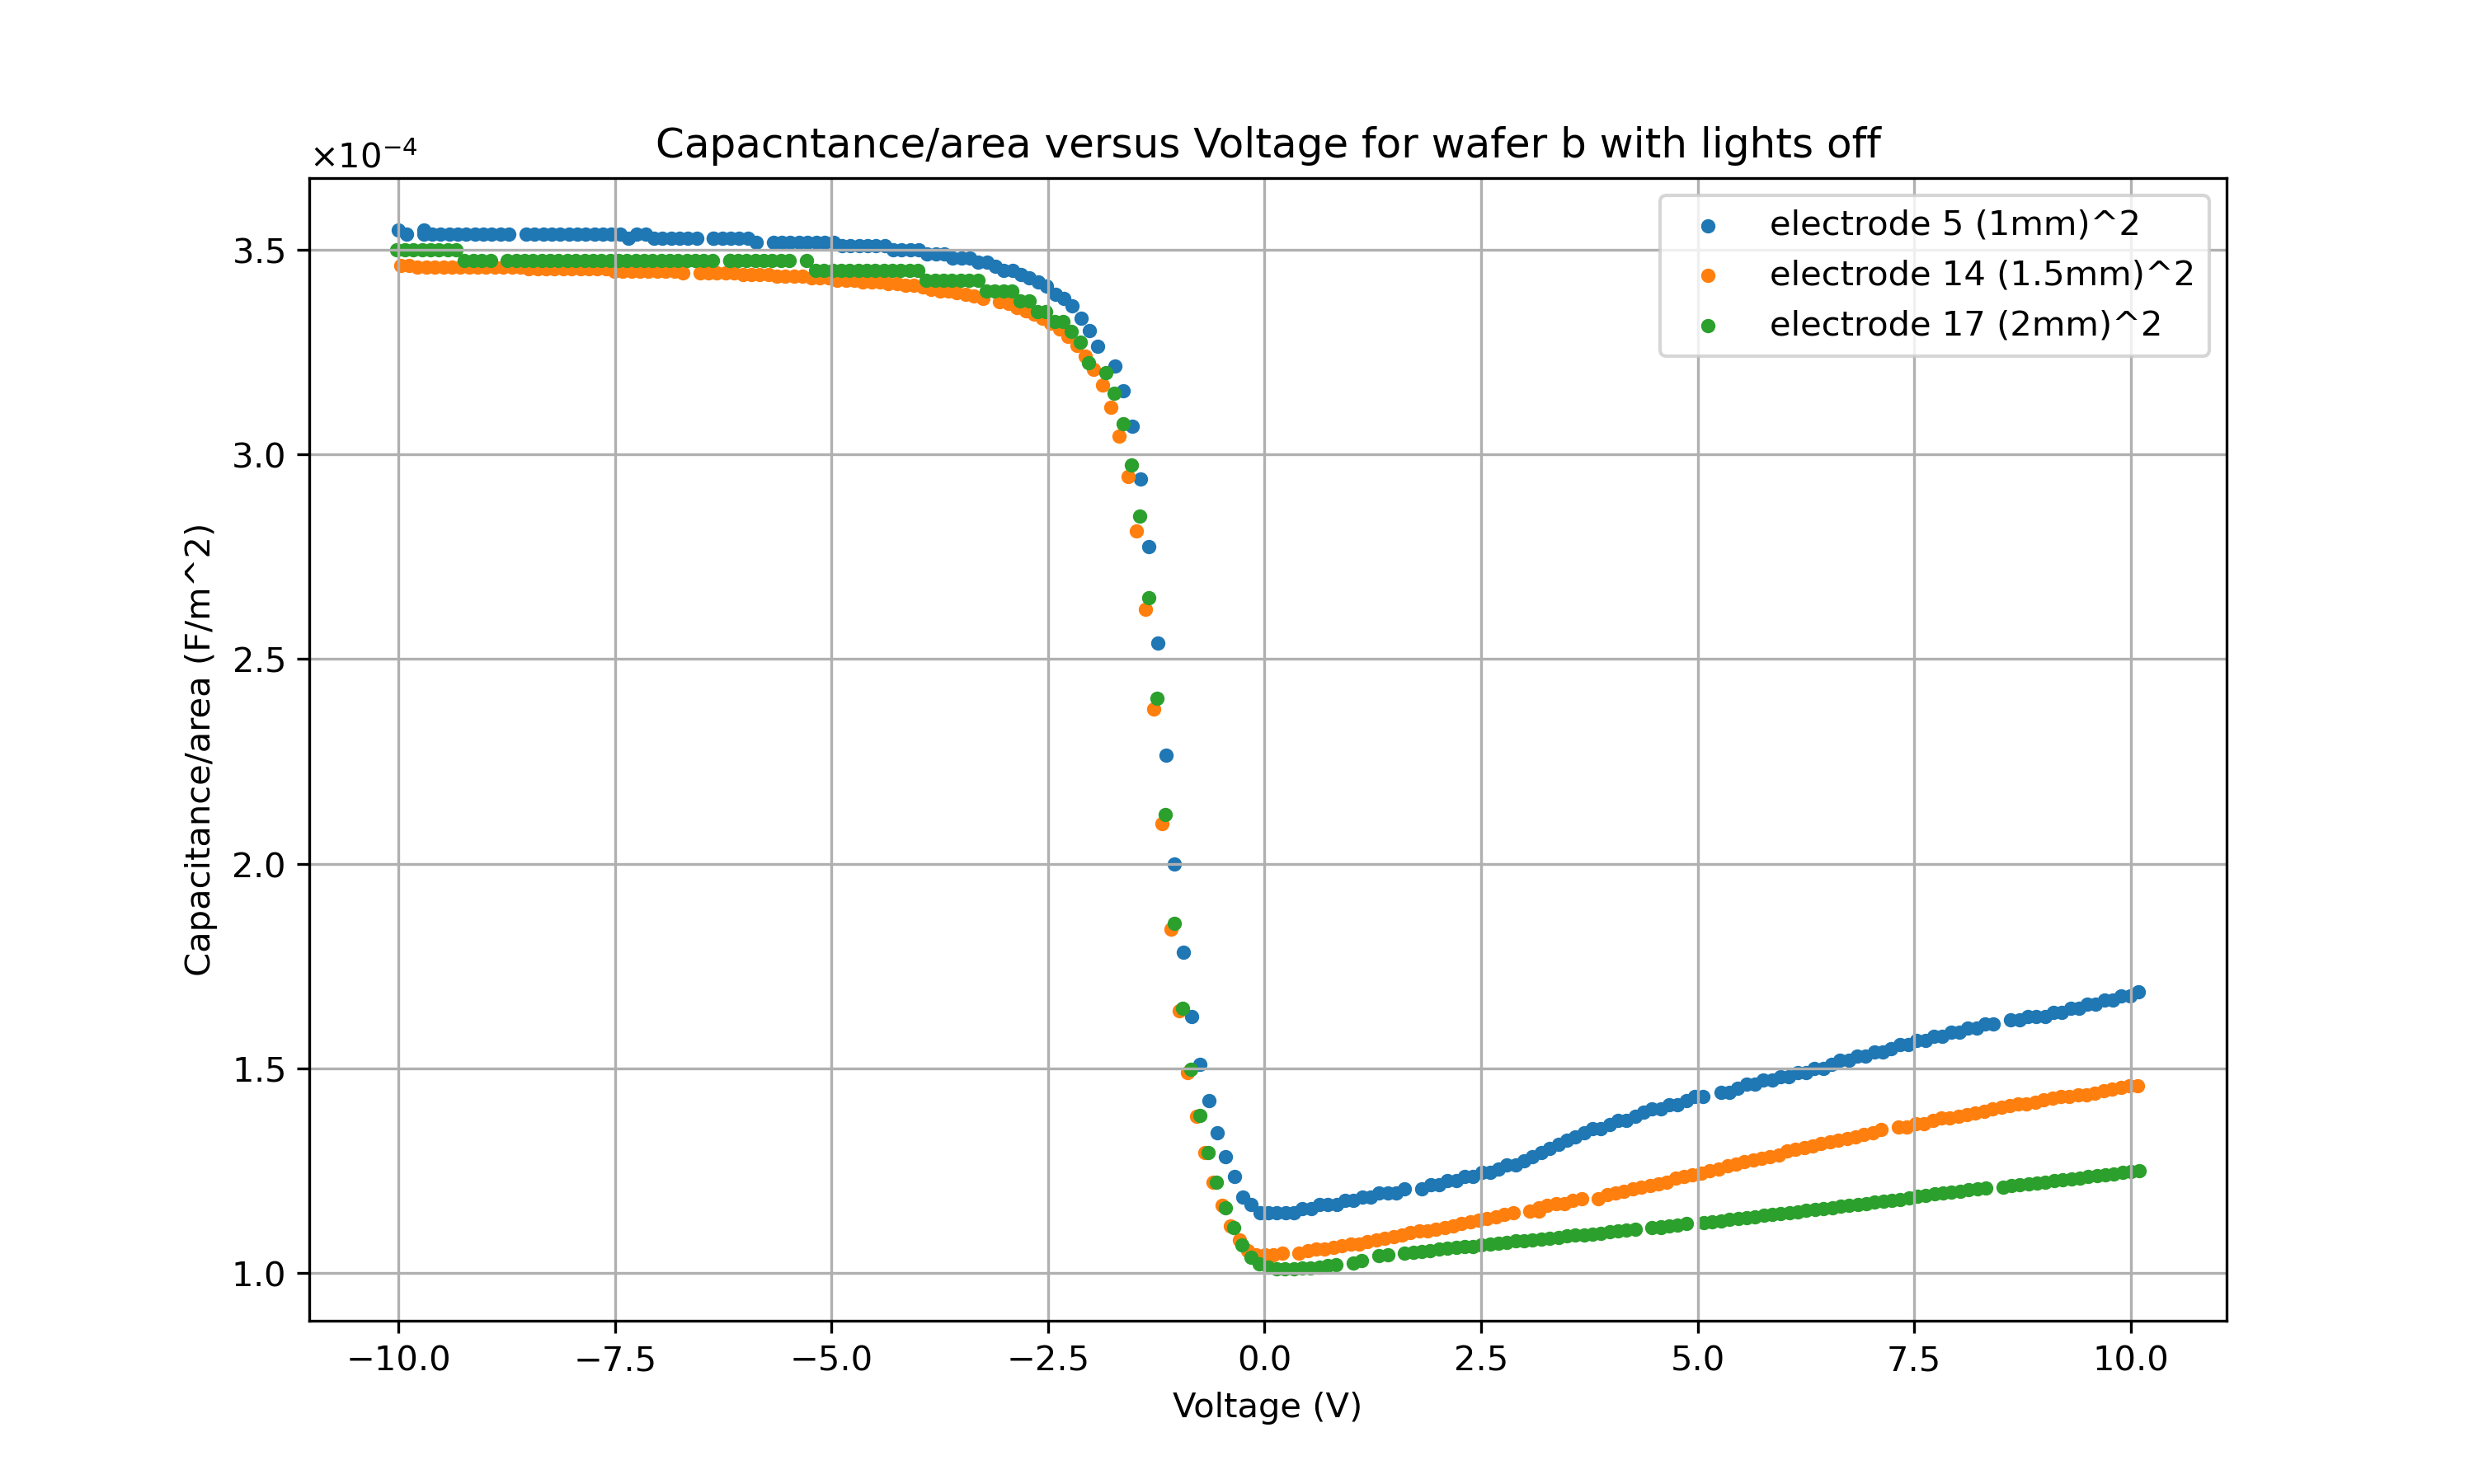 Capacntance/area versus Voltage for wafer b with lights off
×10⁻⁴
electrode 5 (1mm)^2
electrode 14 (1.5mm)^2
electrode 17 (2mm)^2
Capacitance/area (F/m^2)
3.5
3.0
2.5
2.0
1.5
1.0
−10.0 −7.5 −5.0 −2.5 0.0 2.5 5.0 7.5 10.0
Voltage (V)